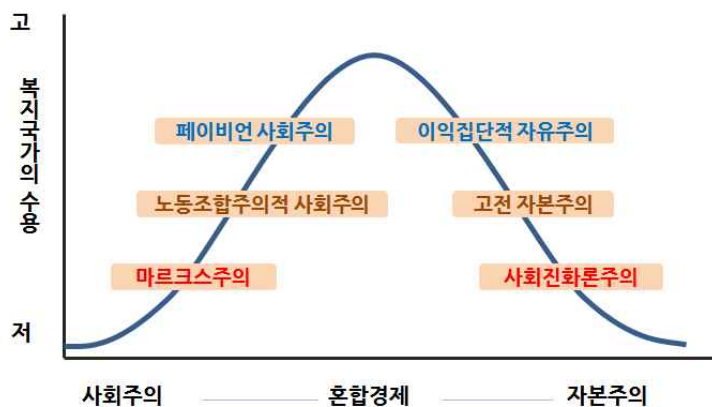 고
복지국가의 수용
페이비언 사회주의
이익집단적 자유주의
노동조합주의적 사회주의
고전 자본주의
마르크스주의
사회진화론주의
저
사회주의
혼합경제
자본주의